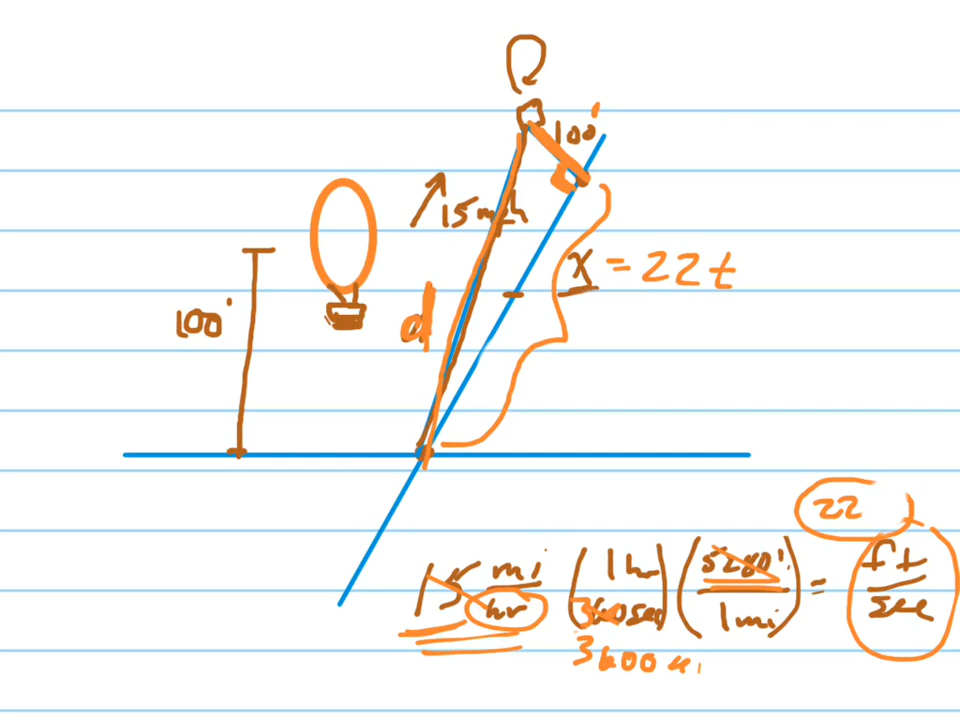 100'
15 mph
x = 22t
100'
d
22
15 mi/hr (1 hr / 3600 sec) (5280' / 1 mi) = ft/sec
3600